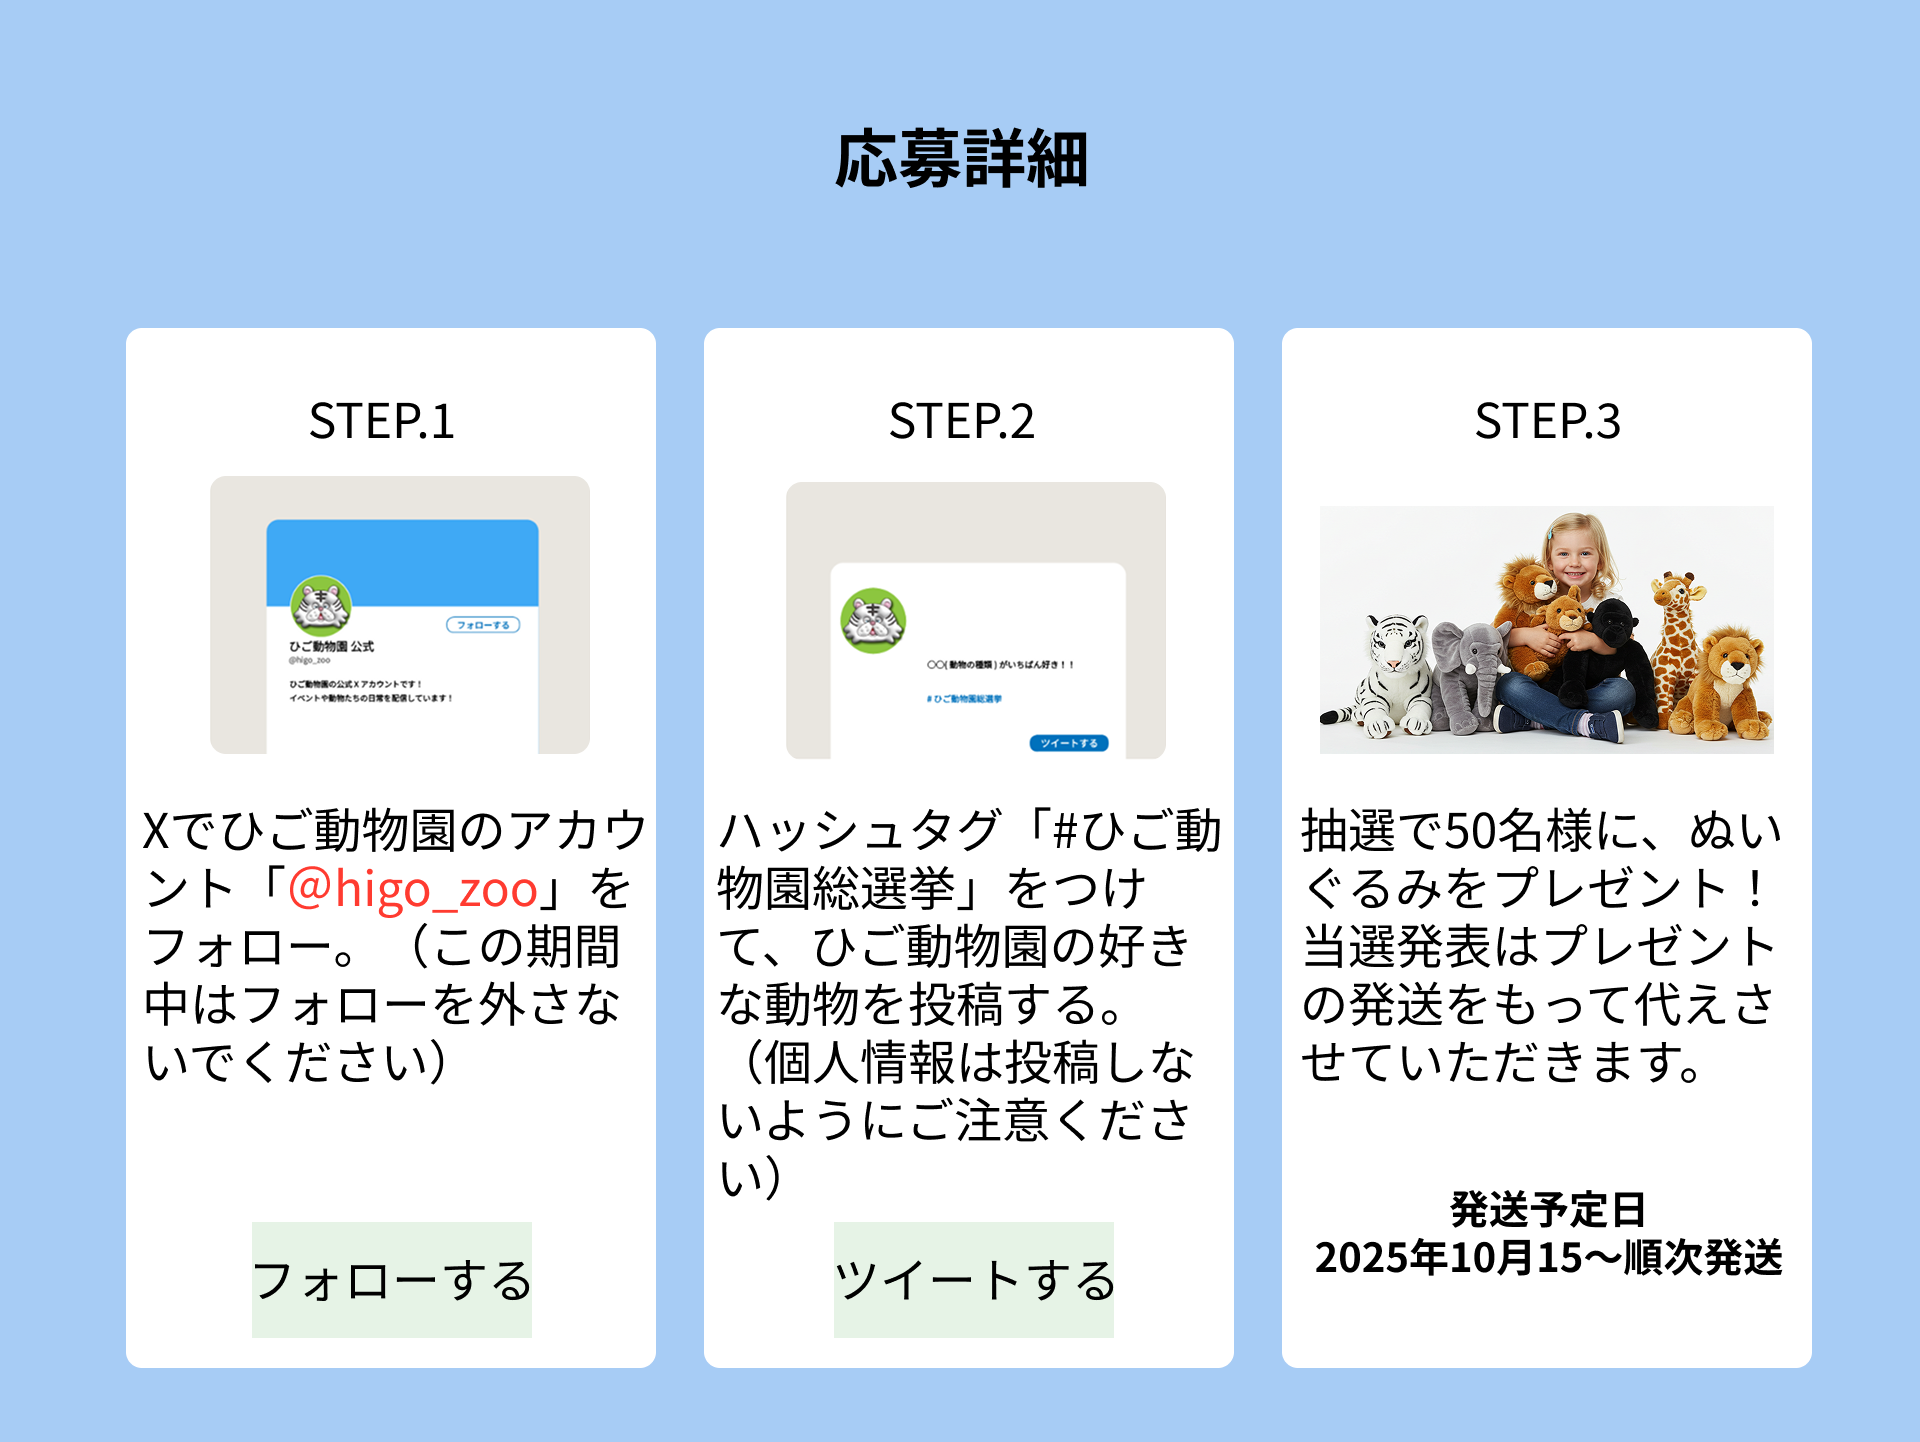 応募詳細
STEP.1
フォローする
ひご動物園 公式
@higo_zoo
ひご動物園の公式 X アカウントです！
イベントや動物たちの日常を配信しています！
Xでひご動物園のアカウ
ント「@higo_zoo」を
フォロー。（この期間
中はフォローを外さな
いでください）
フォローする
STEP.2
〇〇( 動物の種類 ) がいちばん好き！！
# ひご動物園総選挙
ツイートする
ハッシュタグ「#ひご動
物園総選挙」をつけ
て、ひご動物園の好き
な動物を投稿する。
（個人情報は投稿しな
いようにご注意くださ
い）
ツイートする
STEP.3
抽選で50名様に、ぬい
ぐるみをプレゼント！
当選発表はプレゼント
の発送をもって代えさ
せていただきます。
発送予定日
2025年10月15〜順次発送